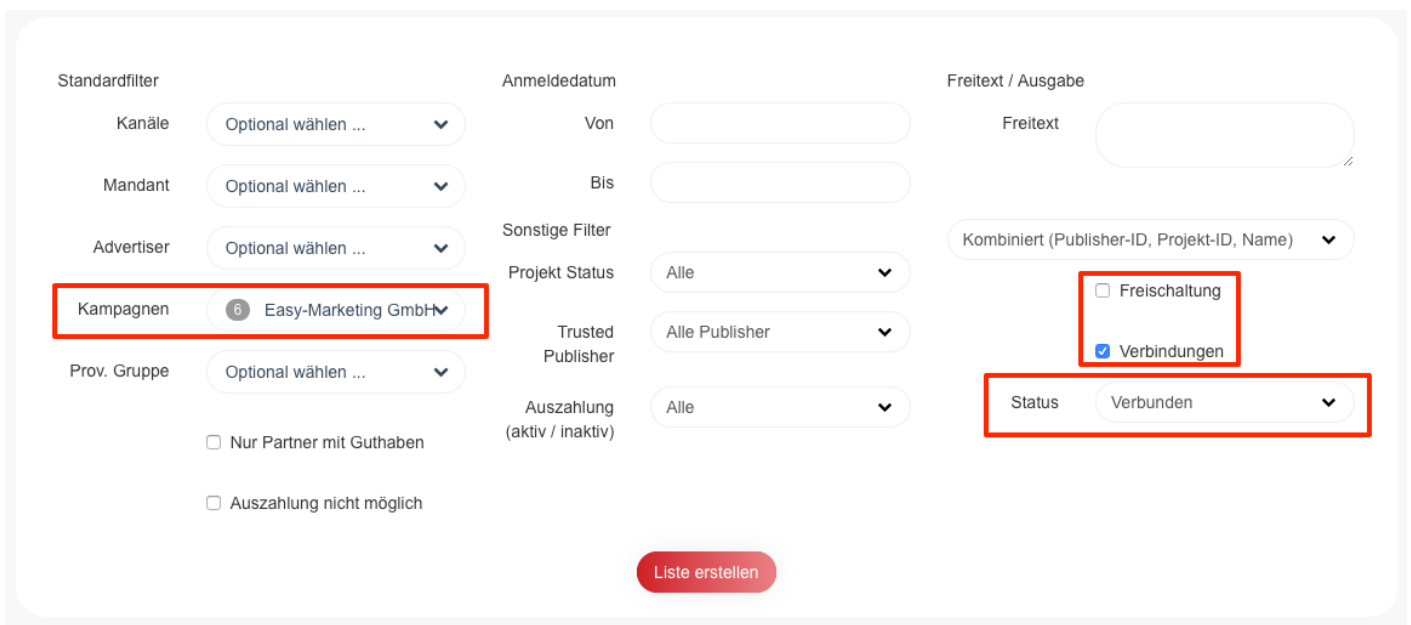 Standardfilter
Kanäle
Optional wählen ...
Mandant
Optional wählen ...
Advertiser
Optional wählen ...
Kampagnen
6 Easy-Marketing GmbH
Prov. Gruppe
Optional wählen ...
Nur Partner mit Guthaben
Auszahlung nicht möglich
Anmeldedatum
Von
Bis
Sonstige Filter
Projekt Status
Alle
Trusted
Publisher
Alle Publisher
Auszahlung
(aktiv / inaktiv)
Alle
Freitext / Ausgabe
Freitext
Kombiniert (Publisher-ID, Projekt-ID, Name)
Freischaltung
Verbindungen
Status
Verbunden
Liste erstellen